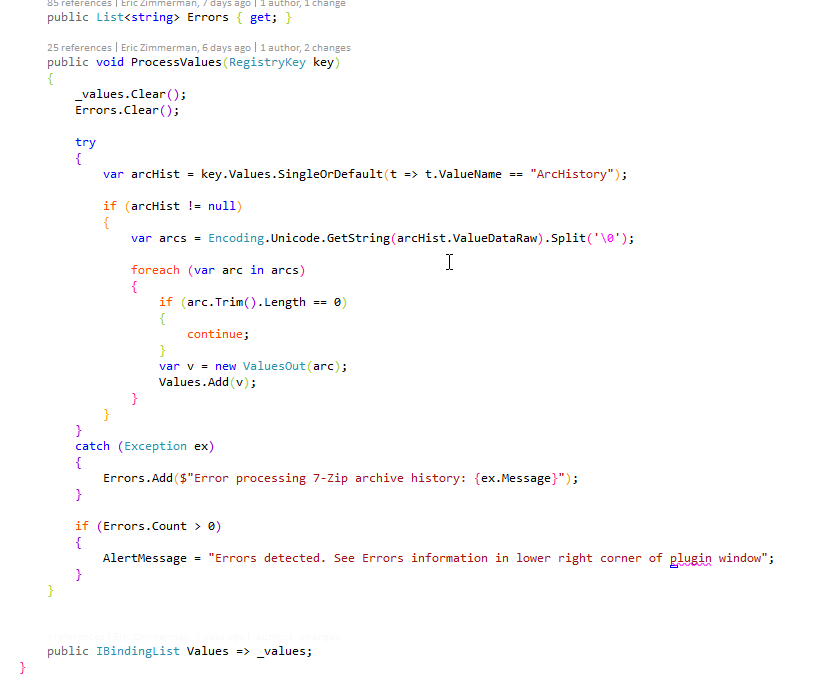 85 references | Eric Zimmerman, 7 days ago | 1 author, 1 change
public List<string> Errors { get; }
25 references | Eric Zimmerman, 6 days ago | 1 author, 2 changes
public void ProcessValues(RegistryKey key)
{
_values.Clear();
Errors.Clear();
try
{
var arcHist = key.Values.SingleOrDefault(t => t.ValueName == "ArcHistory");
if (arcHist != null)
{
var arcs = Encoding.Unicode.GetString(arcHist.ValueDataRaw).Split('\0');
foreach (var arc in arcs)
{
if (arc.Trim().Length == 0)
{
continue;
}
var v = new ValuesOut(arc);
Values.Add(v);
}
}
}
catch (Exception ex)
{
Errors.Add($"Error processing 7-Zip archive history: {ex.Message}");
}
if (Errors.Count > 0)
{
AlertMessage = "Errors detected. See Errors information in lower right corner of plugin window";
}
}
public IBindingList Values => _values;
}